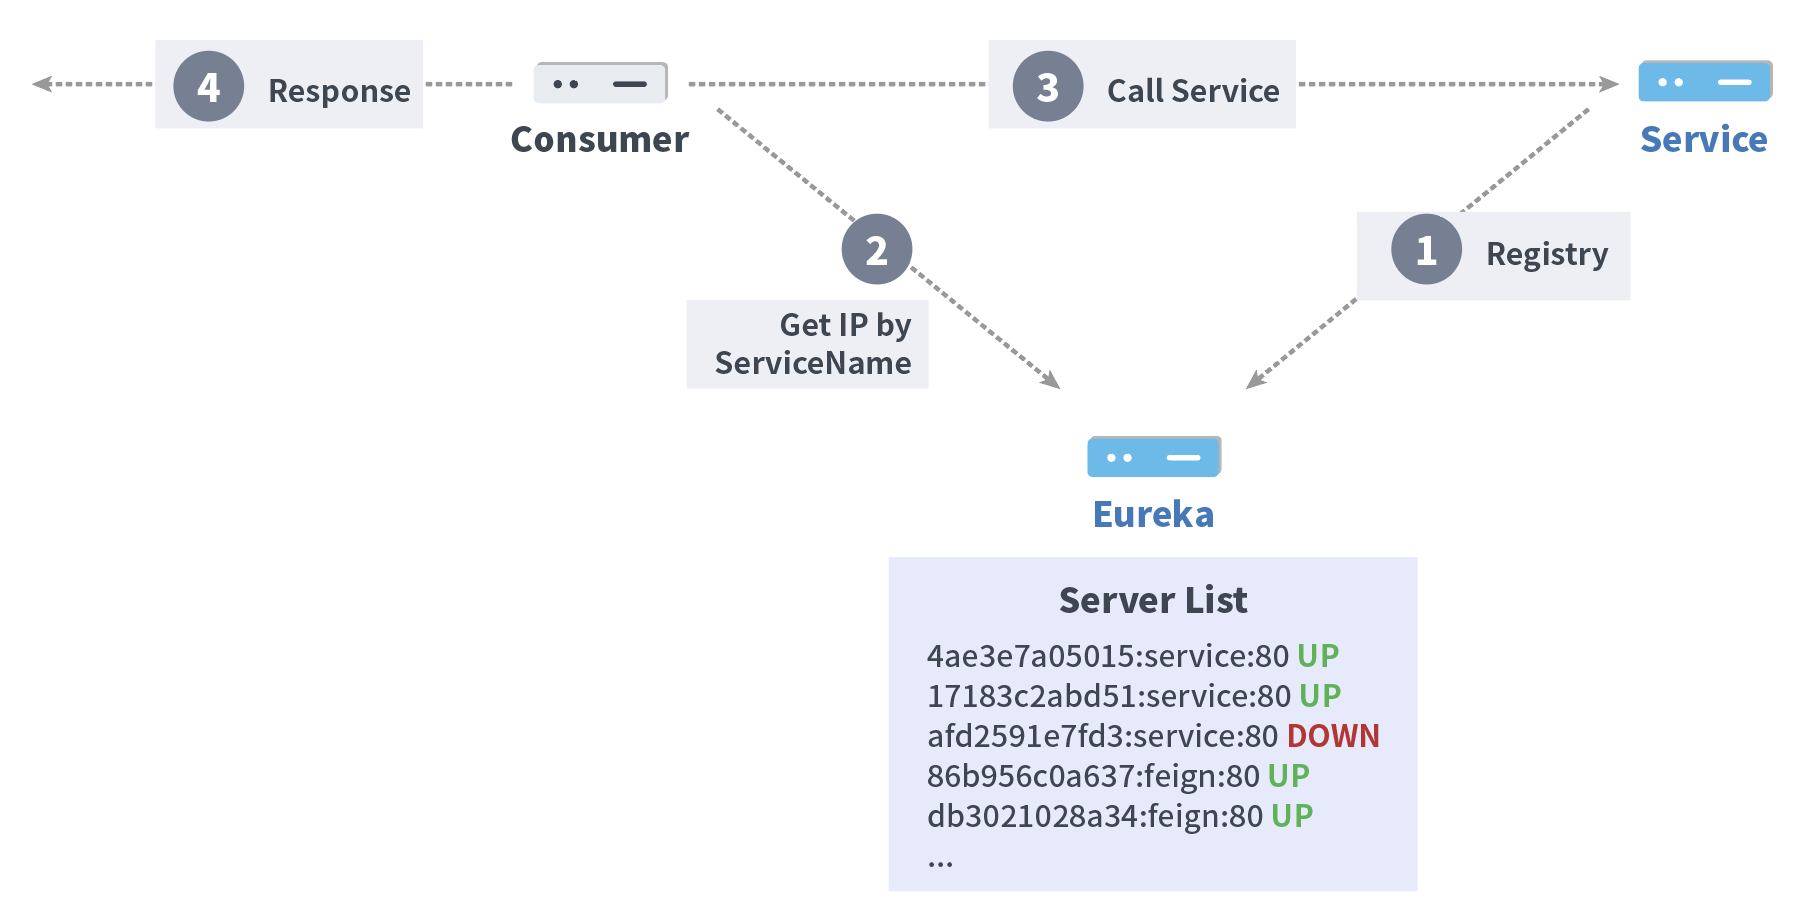 4 Response
Consumer
3 Call Service
Service
2
Get IP by
ServiceName
1 Registry
Eureka
Server List
4ae3e7a05015:service:80 UP
17183c2abd51:service:80 UP
afd2591e7fd3:service:80 DOWN
86b956c0a637:feign:80 UP
db3021028a34:feign:80 UP
...